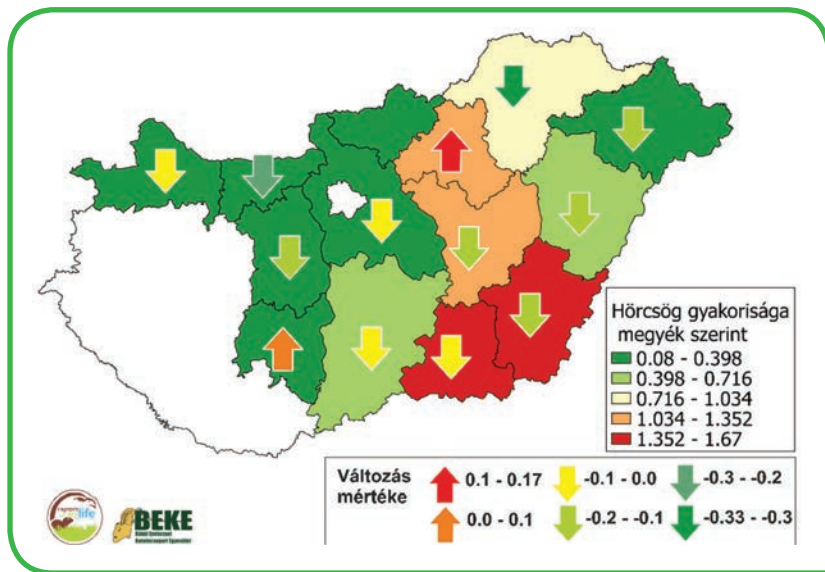 Hörcsög gyakorisága
megyék szerint
0.08 - 0.398
0.398 - 0.716
0.716 - 1.034
1.034 - 1.352
1.352 - 1.67
Változás
mértéke
0.1 - 0.17
-0.1 - 0.0
-0.3 - -0.2
0.0 - 0.1
-0.2 - -0.1
-0.33 - -0.3
life
BEKE